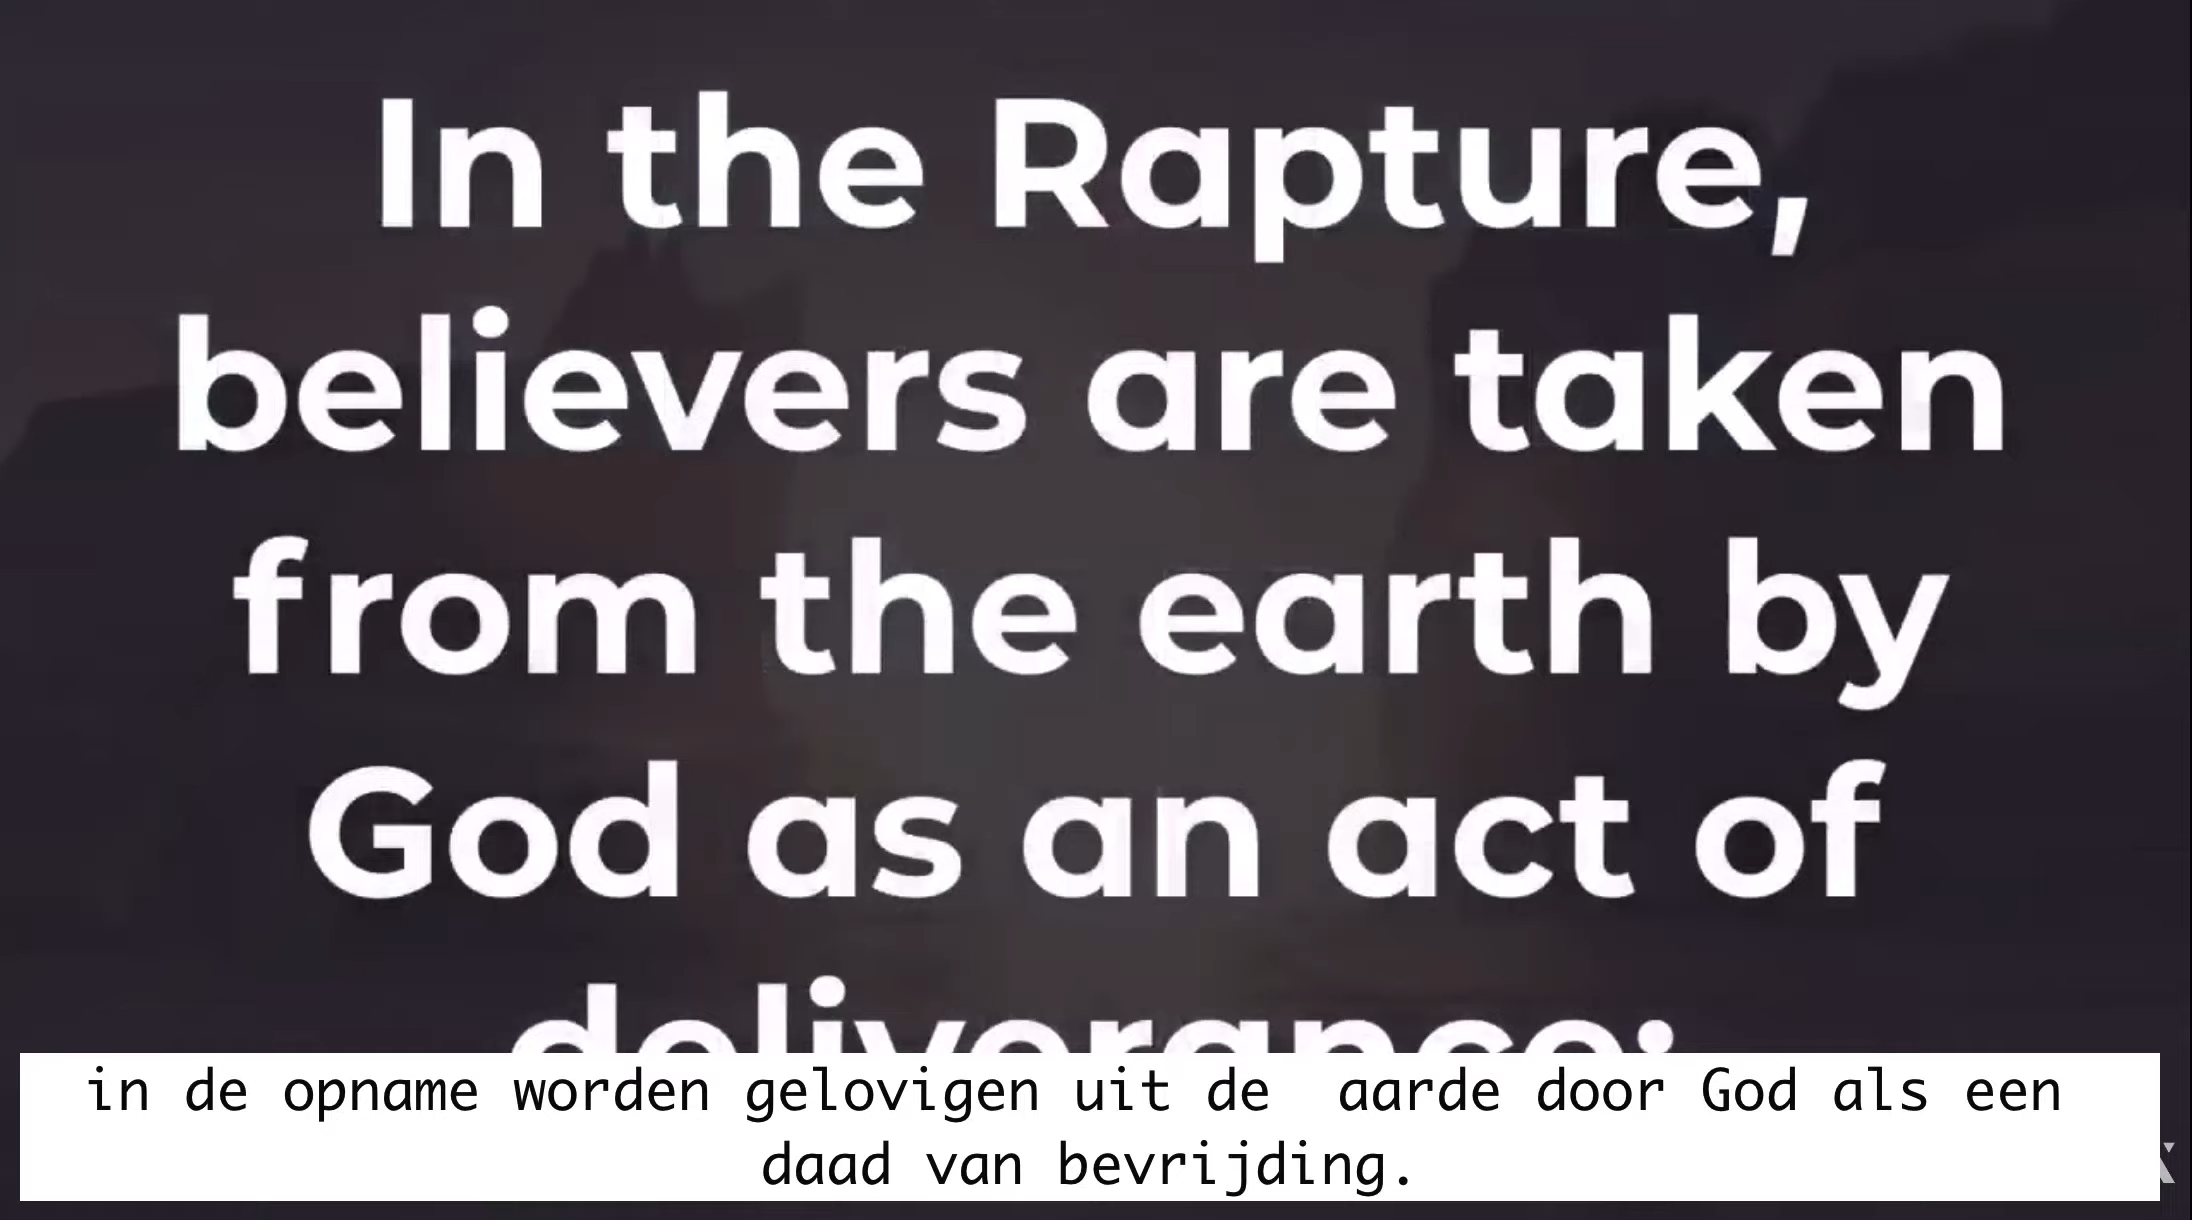 In the Rapture,
believers are taken
from the earth by
God as an act of
deliverance;
in de opname worden gelovigen uit de  aarde door God als een
daad van bevrijding.